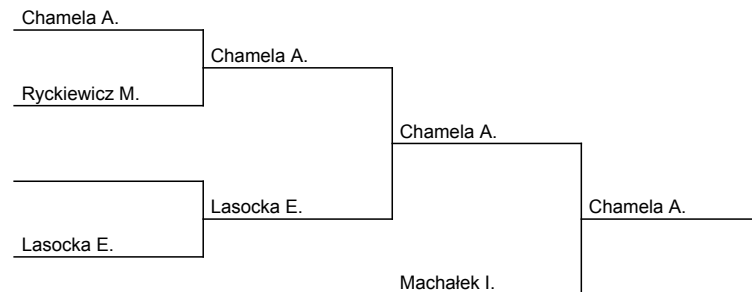 Chamela A.
Chamela A.
Ryckiewicz M.
Chamela A.
Lasocka E.
Chamela A.
Lasocka E.
Machałek I.